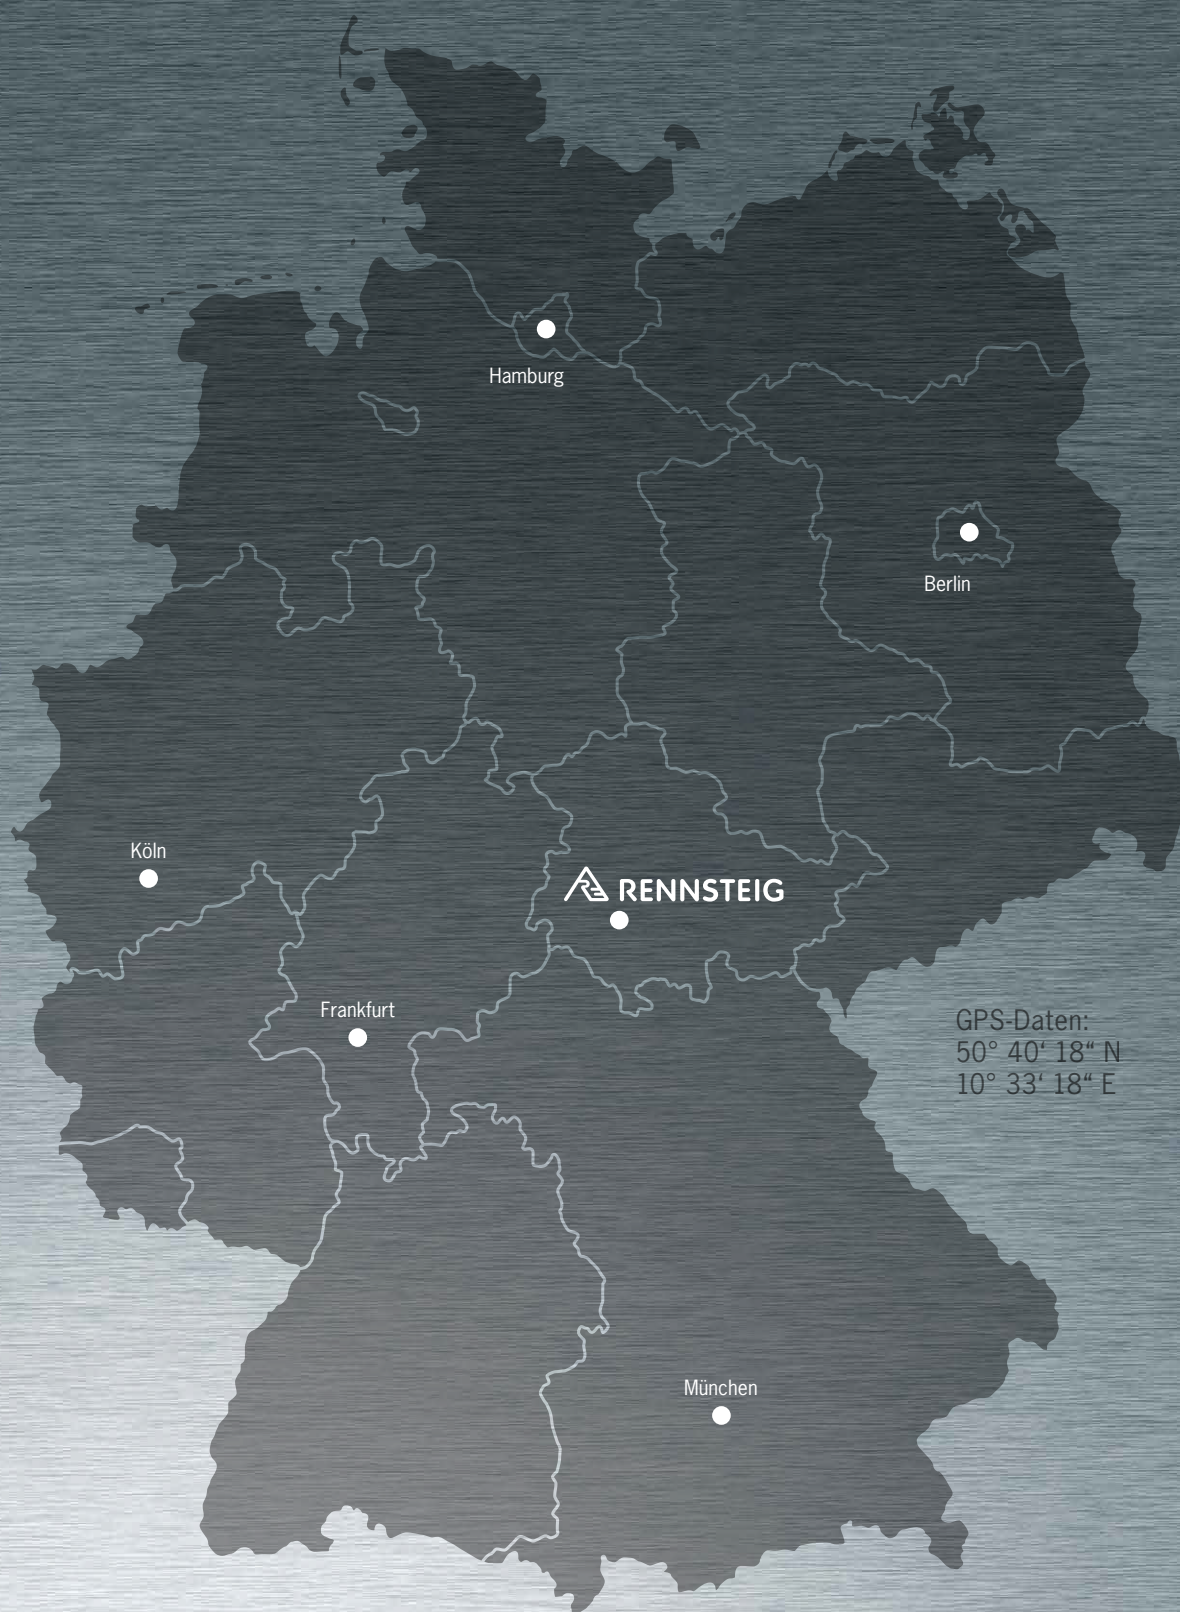 Hamburg
Berlin
Köln
RENNSTEIG
Frankfurt
GPS-Daten:
50° 40‘ 18“ N
10° 33‘ 18“ E
München